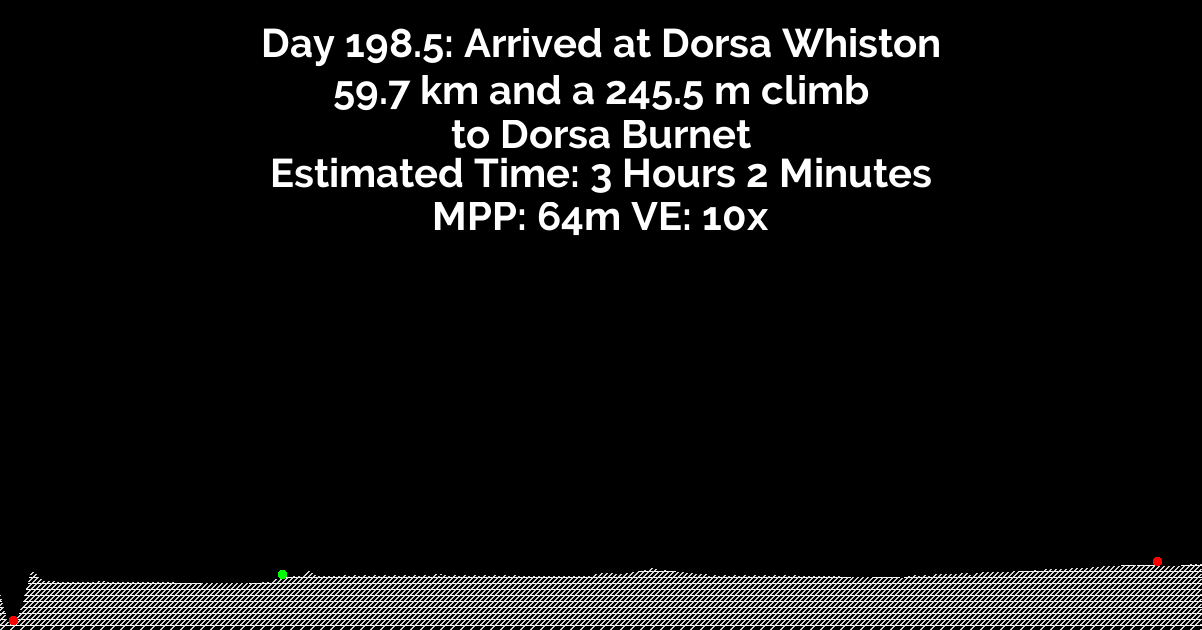 Day 198.5: Arrived at Dorsa Whiston
59.7 km and a 245.5 m climb
to Dorsa Burnet
Estimated Time: 3 Hours 2 Minutes
MPP: 64m VE: 10x